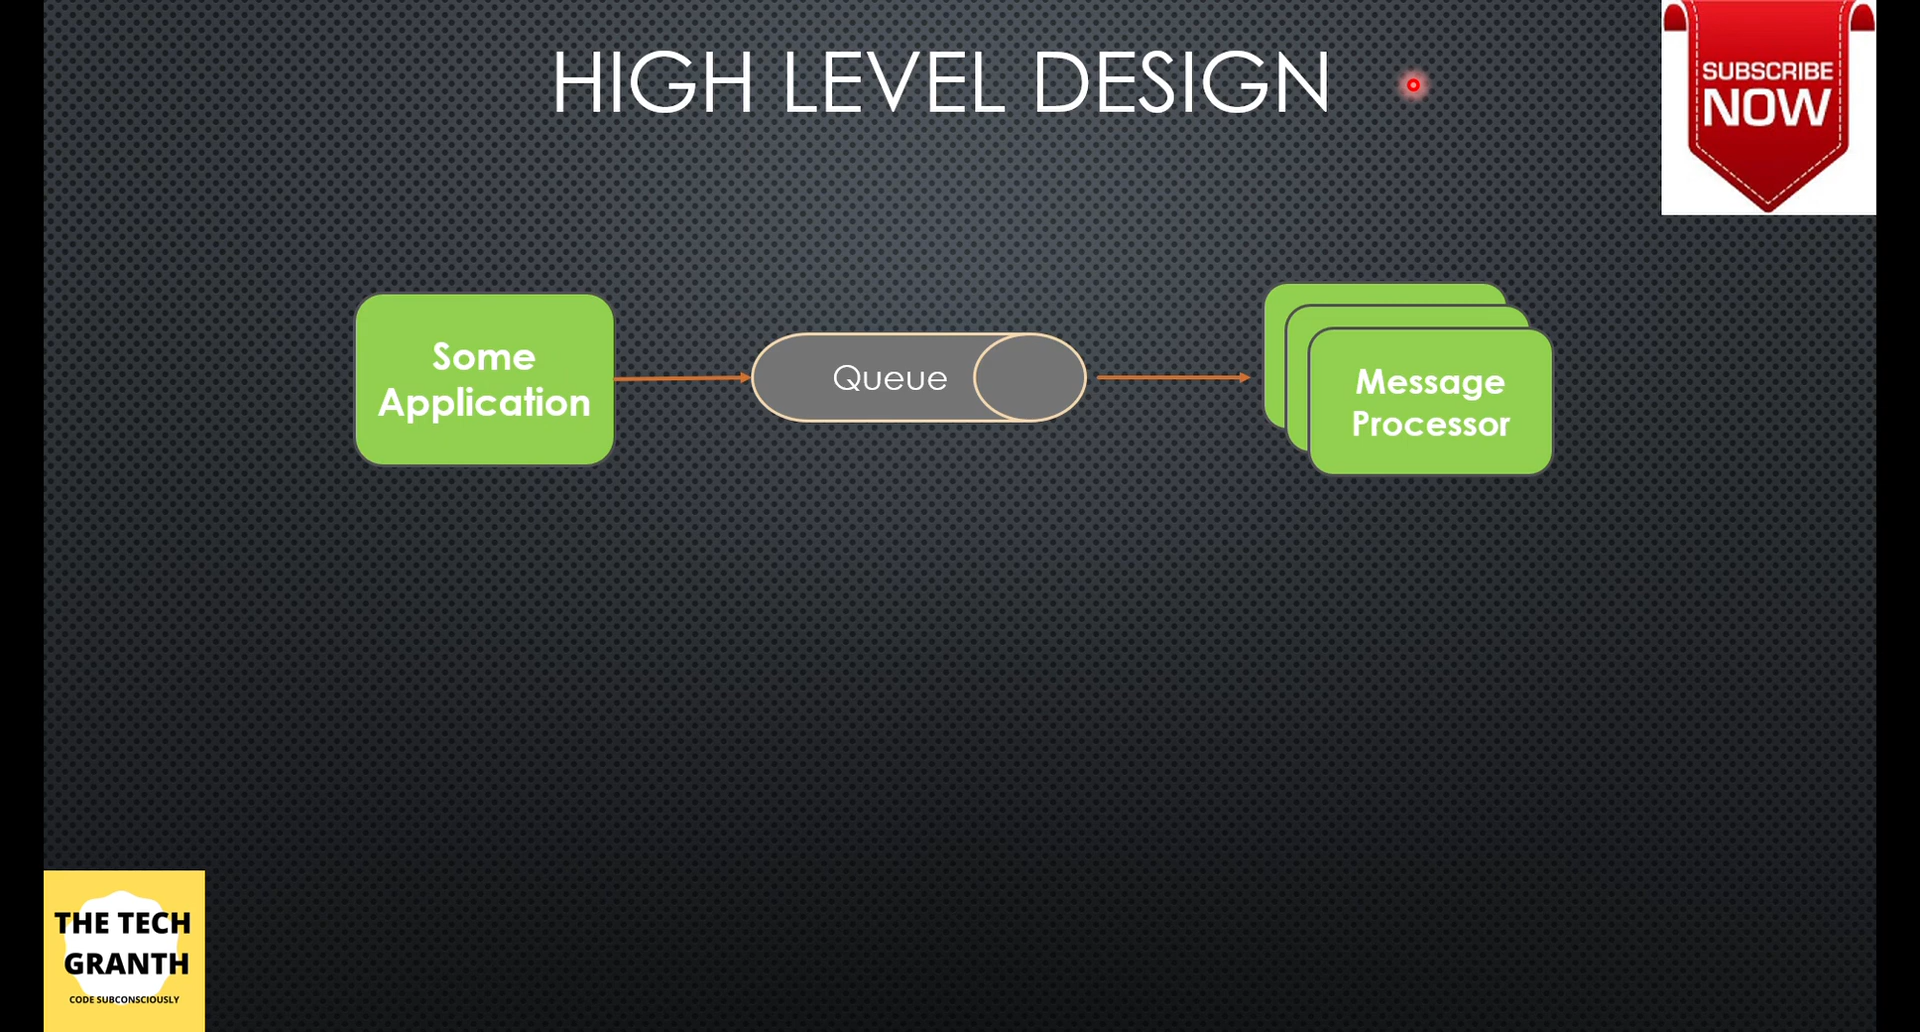 HIGH LEVEL DESIGN
SUBSCRIBE
NOW
Some
Application
Queue
Message
Processor
THE TECH
GRANTH
CODE SUBCONSCIOUSLY